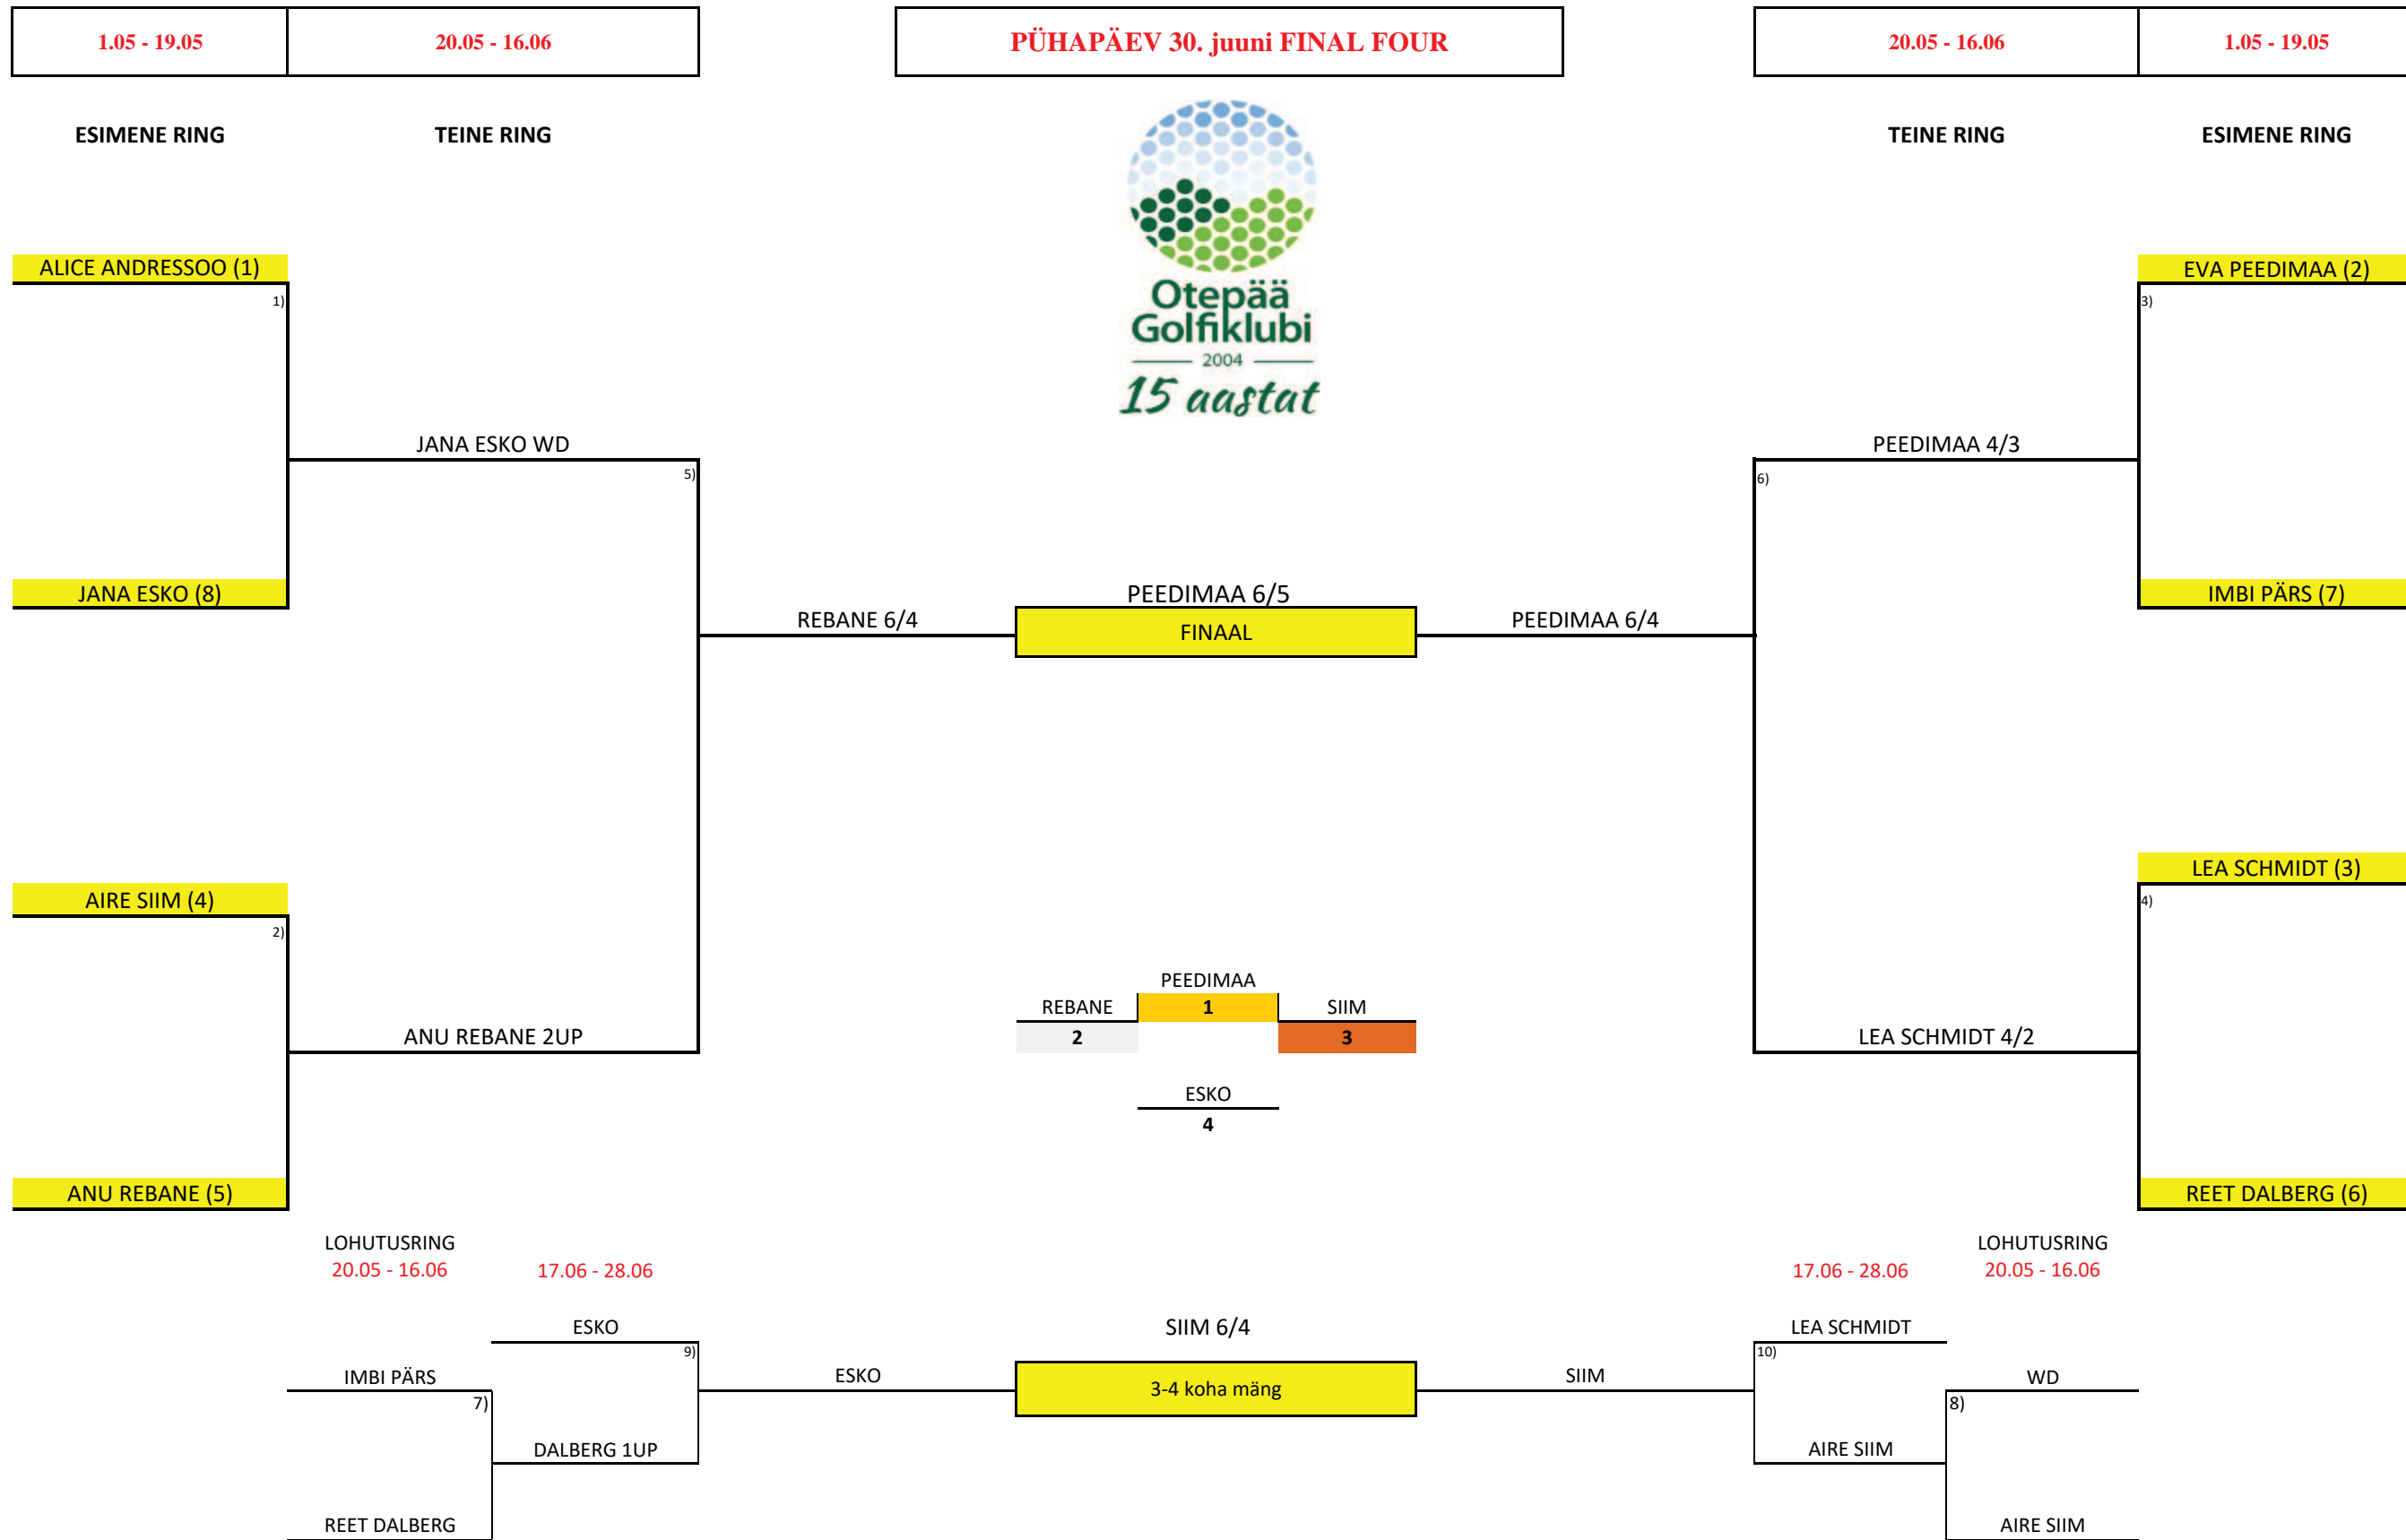 1.05 - 19.05
20.05 - 16.06
PÜHAPÄEV 30. juuni FINAL FOUR
20.05 - 16.06
1.05 - 19.05
ESIMENE RING
TEINE RING
TEINE RING
ESIMENE RING
Otepää
Golfiklubi
2004
15 aastat
ALICE ANDRESSOO (1)
EVA PEEDIMAA (2)
1)
3)
JANA ESKO WD
PEEDIMAA 4/3
5)
6)
JANA ESKO (8)
PEEDIMAA 6/5
IMBI PÄRS (7)
REBANE 6/4
FINAAL
PEEDIMAA 6/4
LEA SCHMIDT (3)
AIRE SIIM (4)
4)
2)
PEEDIMAA
REBANE
1
SIIM
ANU REBANE 2UP
2
3
LEA SCHMIDT 4/2
ESKO
4
ANU REBANE (5)
REET DALBERG (6)
LOHUTUSRING
LOHUTUSRING
20.05 - 16.06
17.06 - 28.06
17.06 - 28.06
20.05 - 16.06
ESKO
SIIM 6/4
LEA SCHMIDT
9)
10)
IMBI PÄRS
ESKO
3-4 koha mäng
SIIM
WD
7)
8)
DALBERG 1UP
AIRE SIIM
REET DALBERG
AIRE SIIM